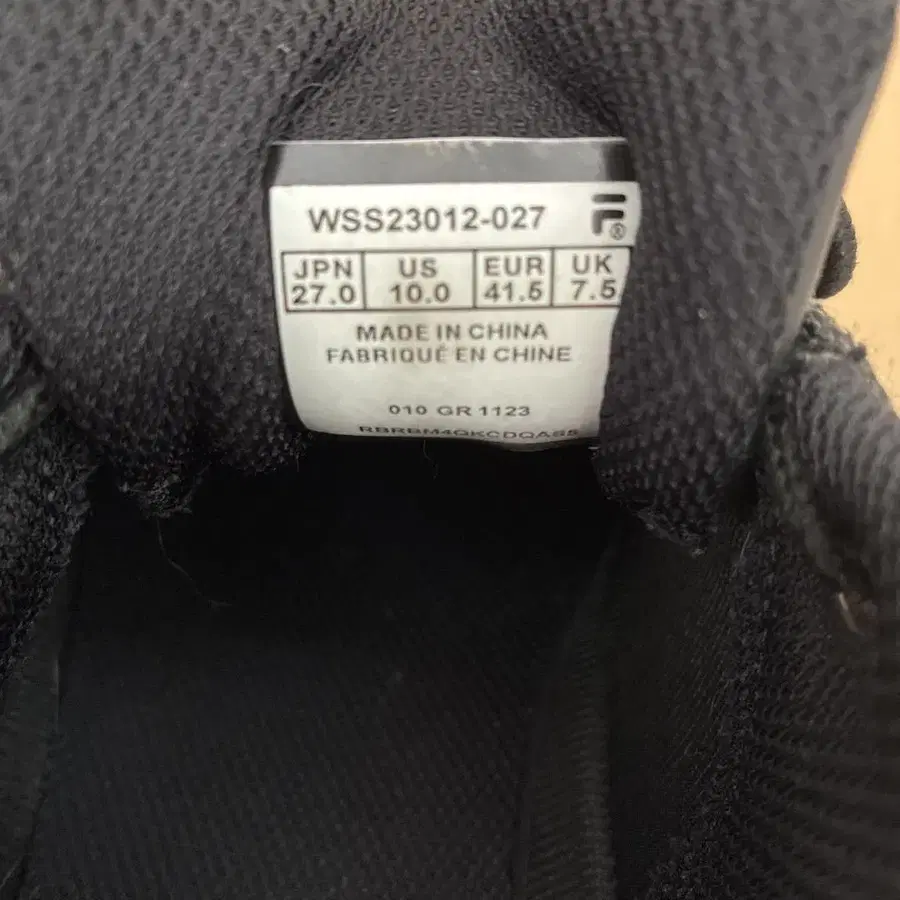 WSS23012-027
JPN US EUR UK
27.0 10.0 41.5 7.5
MADE IN CHINA
FABRIQUÉ EN CHINE
010 GR 1123